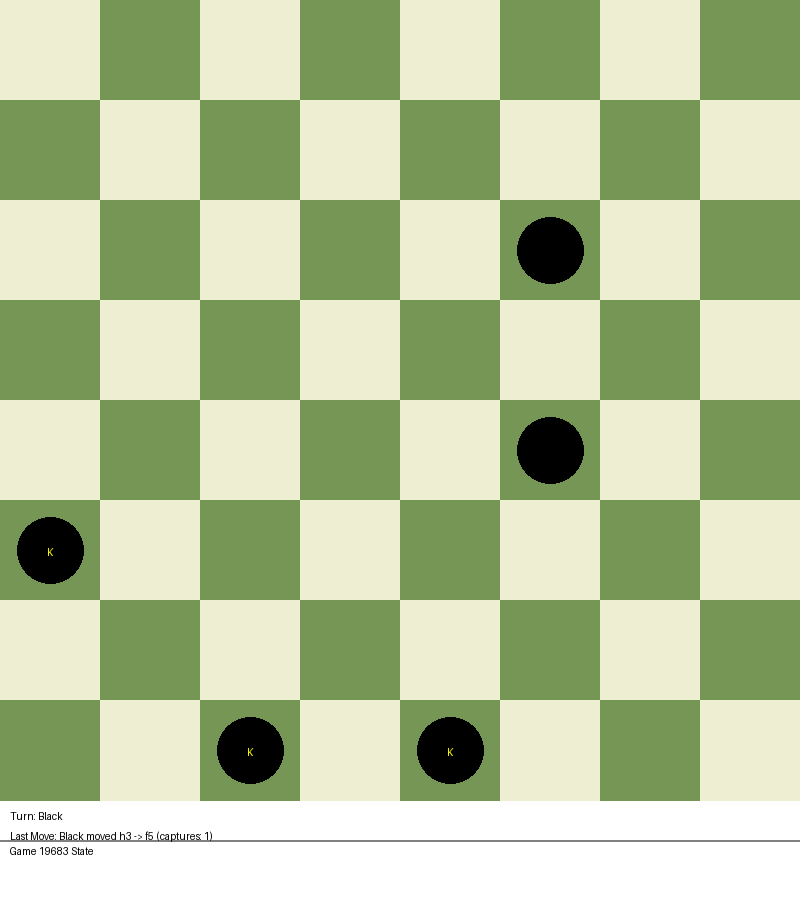 K
K
K
Turn: Black
Last Move: Black moved h3 -> f5 (captures: 1)
Game 19683 State